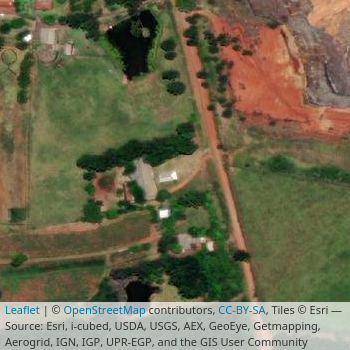 Leaflet | © OpenStreetMap contributors, CC-BY-SA, Tiles © Esri —
Source: Esri, i-cubed, USDA, USGS, AEX, GeoEye, Getmapping,
Aerogrid, IGN, IGP, UPR-EGP, and the GIS User Community